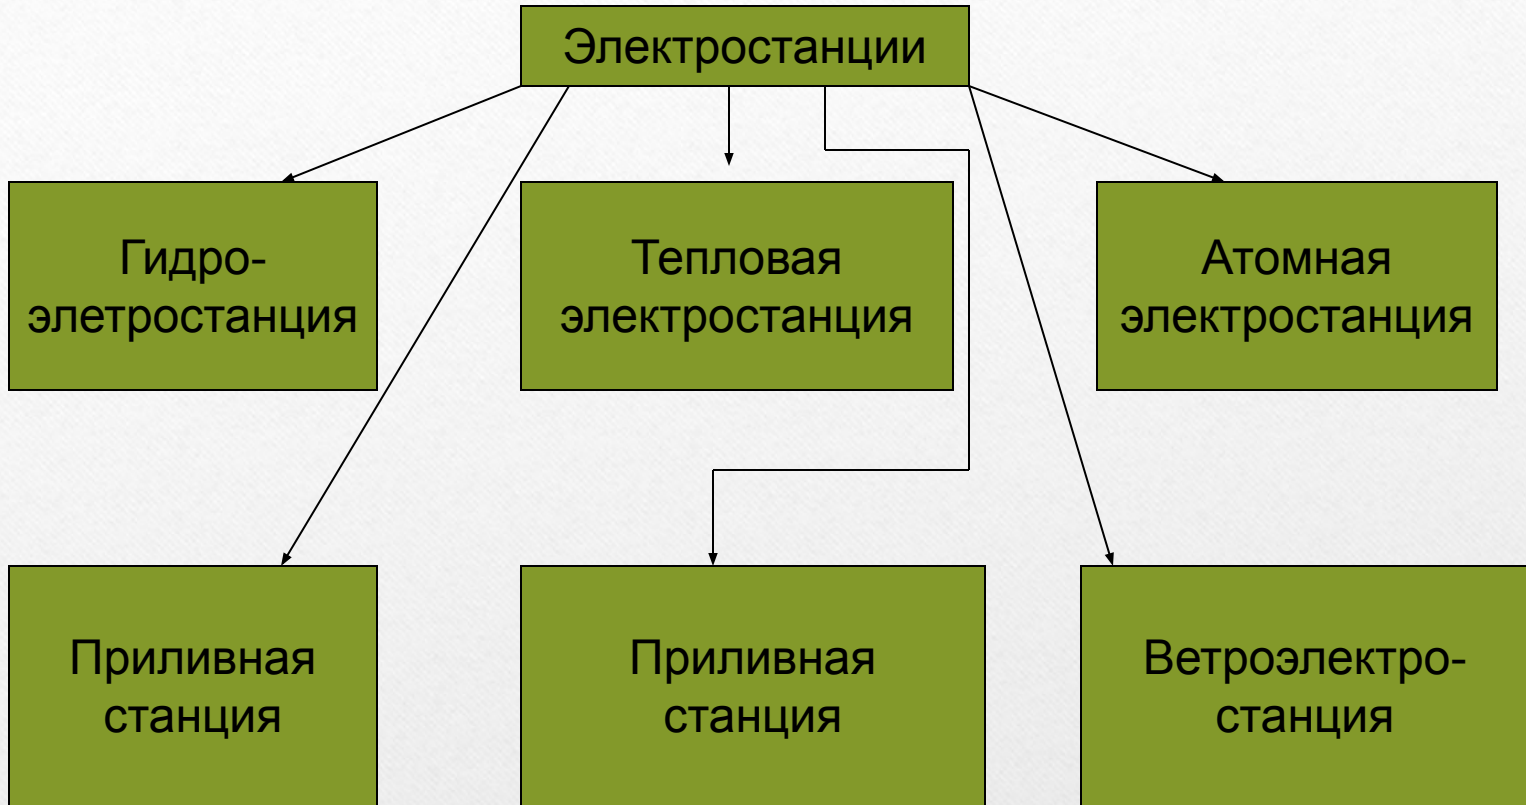 Электростанции
Гидро-
элетростанция
Тепловая
электростанция
Атомная
электростанция
Приливная
станция
Приливная
станция
Ветроэлектро-
станция